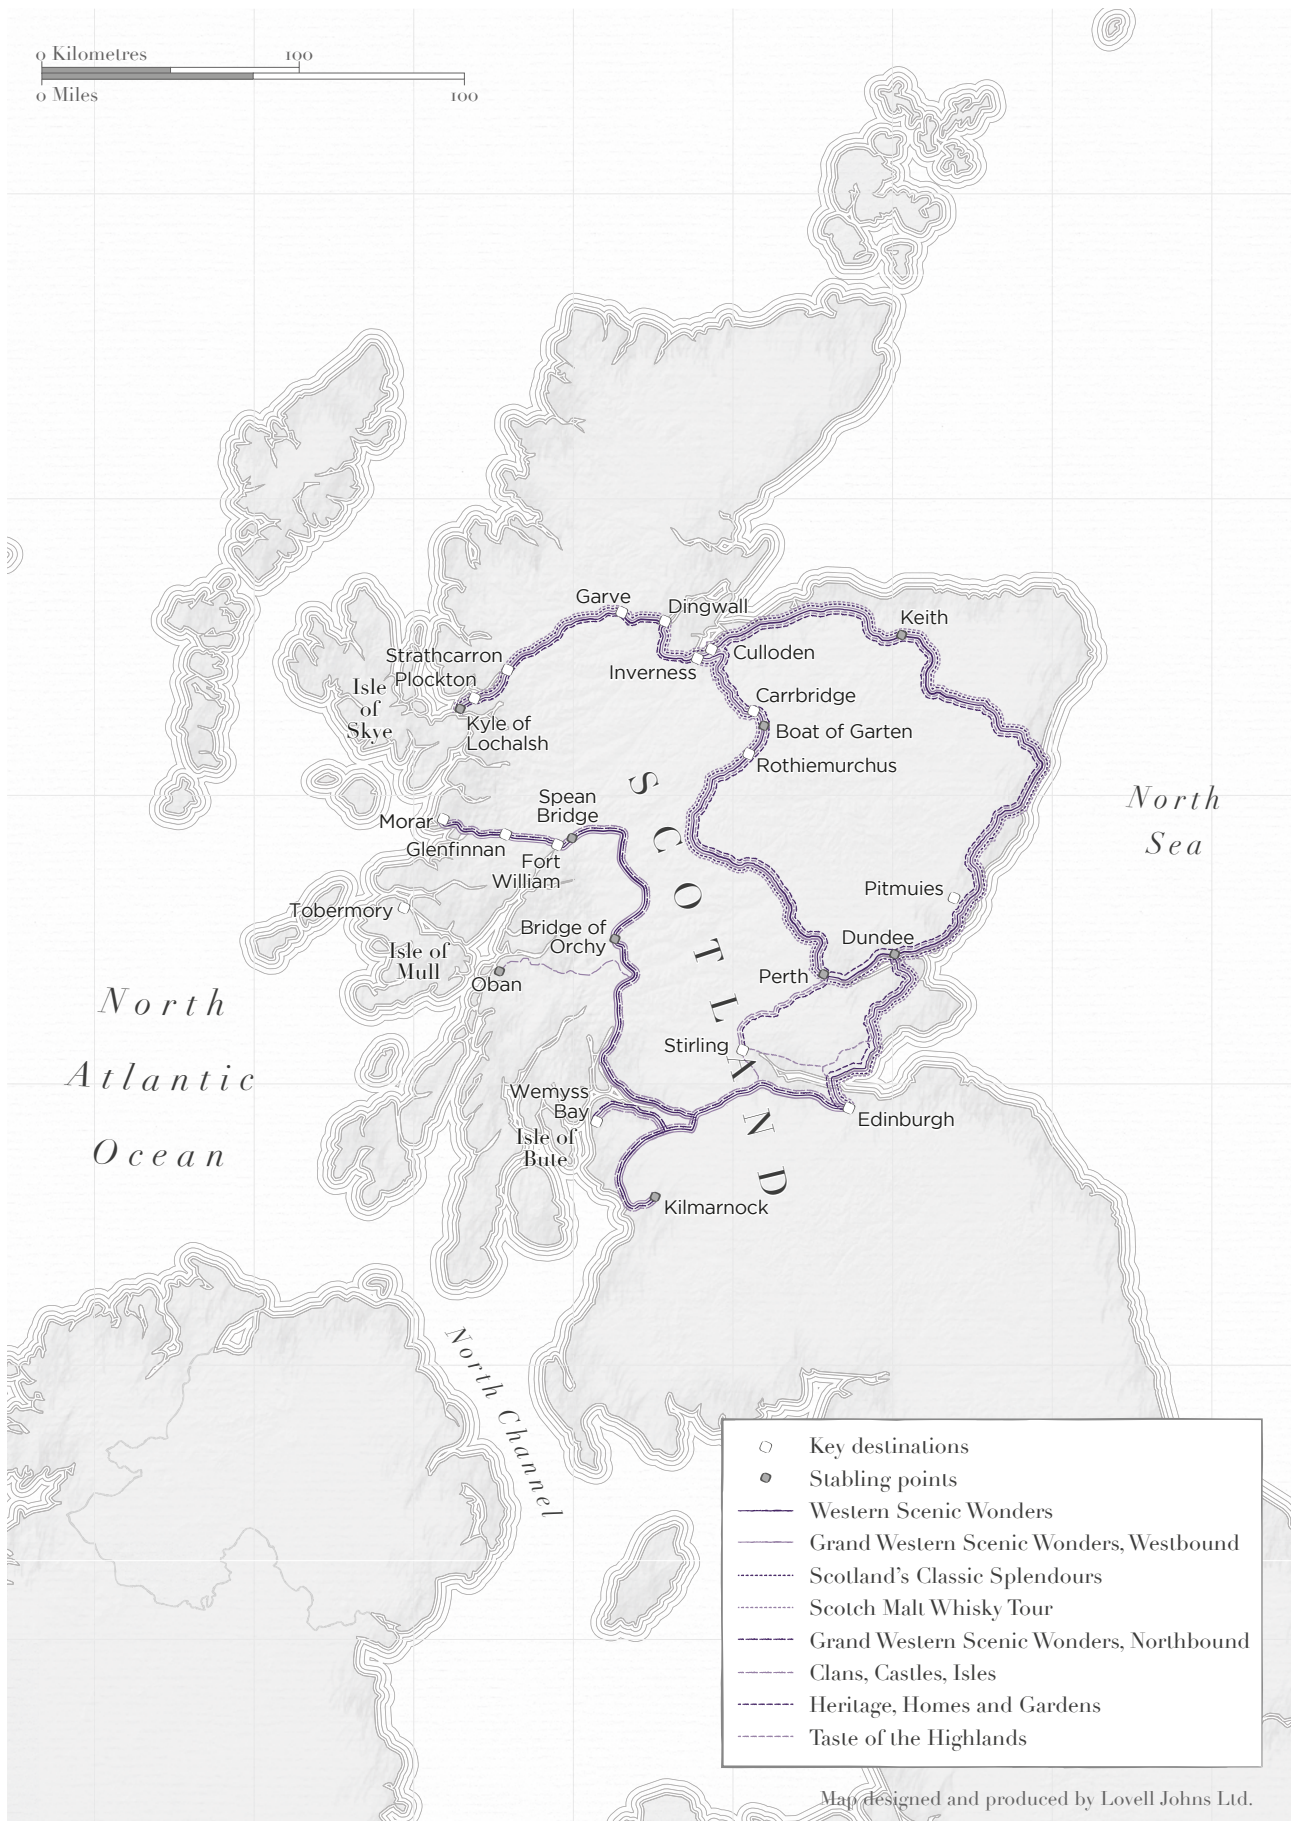 0 Kilometres 100
0 Miles 100
Garve
Dingwall
Keith
Strathcarron
Culloden
Plockton
Inverness
Isle
of
Skye
Carrbridge
Kyle of
Lochalsh
Boat of Garten
Rothiemurchus
SCOTLAND
Spean
Bridge
North
Sea
Morar
Glenfinnan
Fort
William
Pitmuies
Tobermory
Bridge of
Orchy
Dundee
Isle of
Mull
Perth
Oban
North
Atlantic
Ocean
Stirling
Wemyss
Bay
Edinburgh
Isle of
Bute
Kilmarnock
North Channel
Key destinations
Stabling points
Western Scenic Wonders
Grand Western Scenic Wonders, Westbound
Scotland's Classic Splendours
Scotch Malt Whisky Tour
Grand Western Scenic Wonders, Northbound
Clans, Castles, Isles
Heritage, Homes and Gardens
Taste of the Highlands
Map designed and produced by Lovell Johns Ltd.